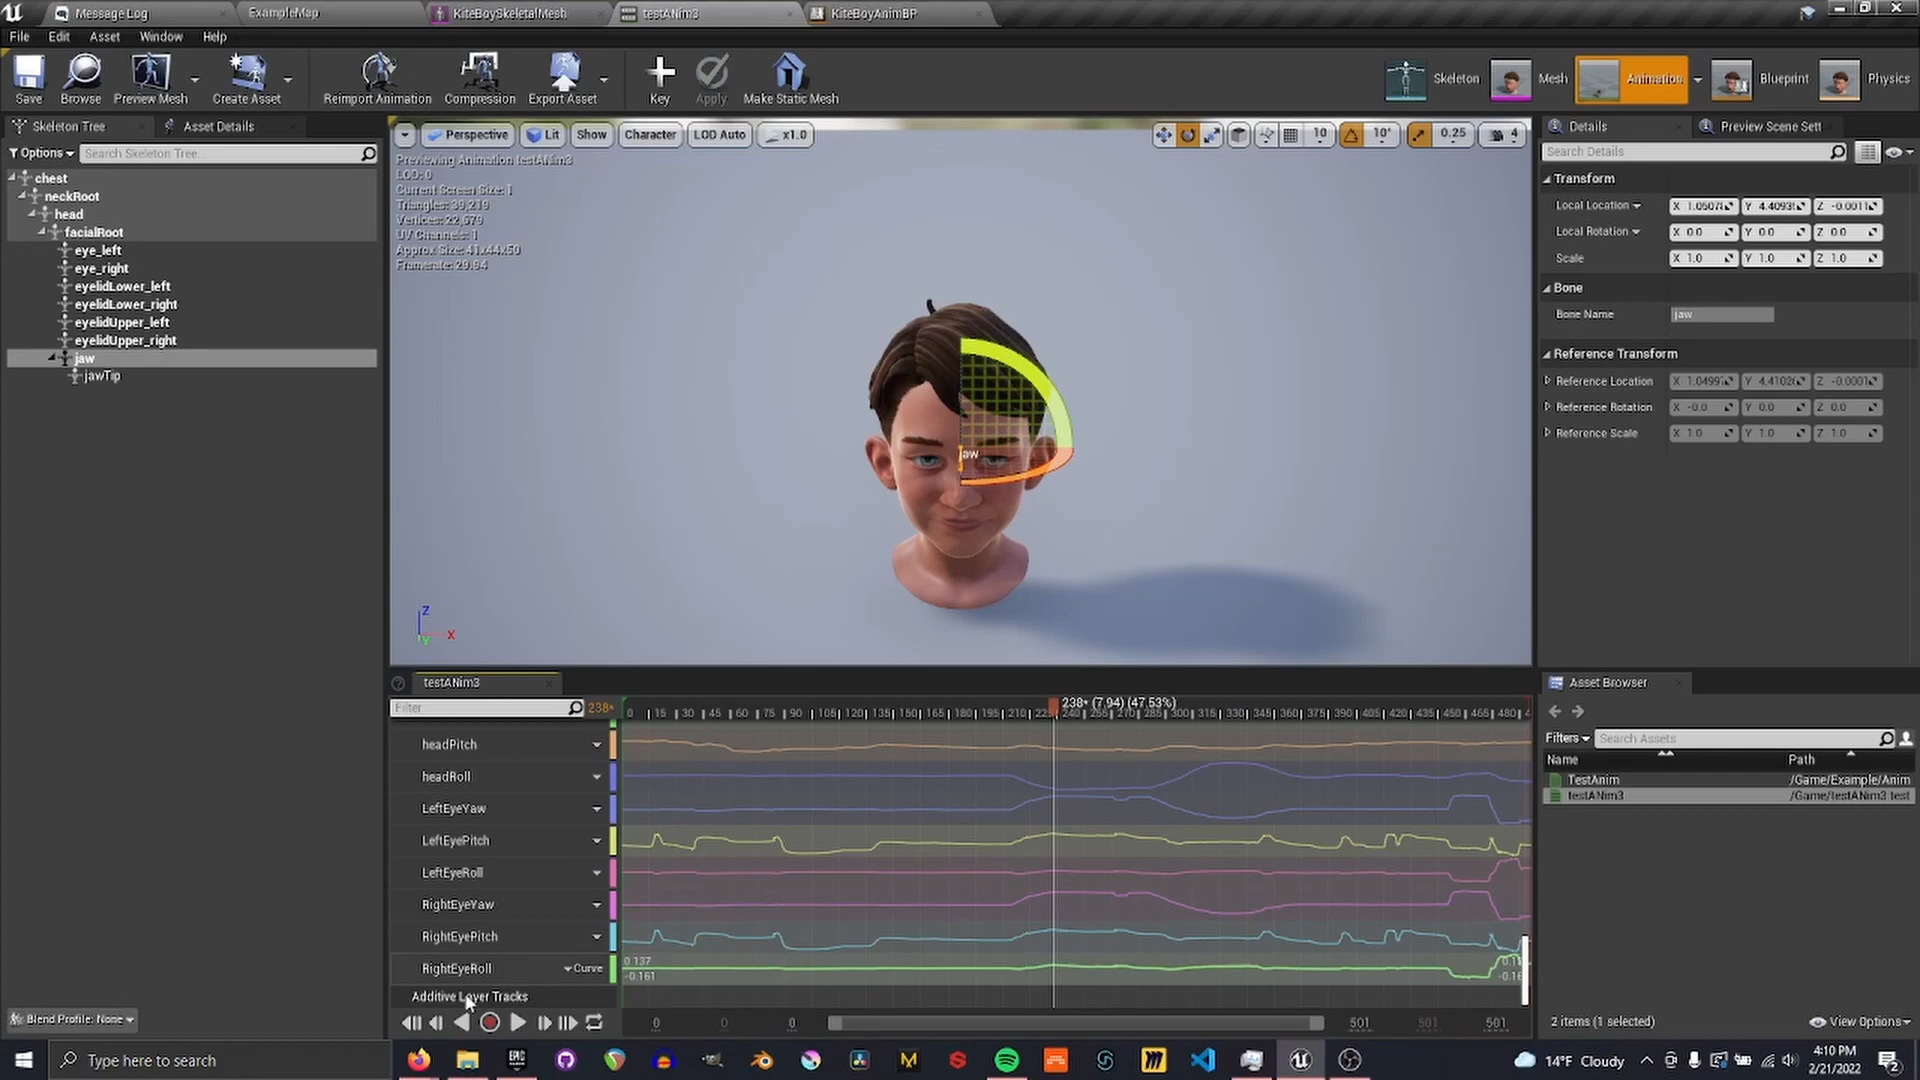 Message Log
ExampleMap
KiteBoySkeletalMesh
testANim3
KiteBoyAnimBP
File Edit Asset Window Help
Save
Browse
Preview Mesh
Create Asset
Reimport Animation
Compression
Export Asset
Key
Apply
Make Static Mesh
Skeleton
Mesh
Animation
Blueprint
Physics
Skeleton Tree
Asset Details
Options
Search Skeleton Tree...
chest
neckRoot
head
facialRoot
eye_left
eye_right
eyelidLower_left
eyelidLower_right
eyelidUpper_left
eyelidUpper_right
jaw
jawTip
Blend Profile: None
Perspective
Lit
Show
Character
LOD Auto
x1.0
10
10°
0.25
4
Previewing Animation testANim3
LOD: 0
Current Screen Size: 1
Triangles: 39,219
Vertices: 22,679
UV Channels: 1
Approx Size: 41x44x50
Framerate: 29.94
jaw
Z
X
Y
Details
Preview Scene Sett
Search Details
Transform
Local Location X Y Z -0.0011
Local Rotation X 0.0 Y 0.0 Z 0.0
Scale X 1.0 Y 1.0 Z 1.0
Bone
Bone Name jaw
Reference Transform
Reference Location X 1.0499 Y Z -0.0001
Reference Rotation X -0.0 Y 0.0 Z 0.0
Reference Scale X 1.0 Y 1.0 Z 1.0
testANim3
Filter
238*
238* (7.94) (47.53%)
0 15 30 45 60 75 90 105 120 135 150 165 180 195 210 225 240 255 270 285 300 315 330 345 360 375 390 405 420 435 450 465 480
headPitch
headRoll
LeftEyeYaw
LeftEyePitch
LeftEyeRoll
RightEyeYaw
RightEyePitch
RightEyeRoll
Curve
0.137
-0.161
Additive Layer Tracks
0 0 0 501 501 501
Asset Browser
Filters
Search Assets
Name Path
TestAnim /Game/Example/Anim
testANim3 /Game/testANim3 test
2 items (1 selected)
View Options
Type here to search
14°F Cloudy
4:10 PM
2/21/2022
2